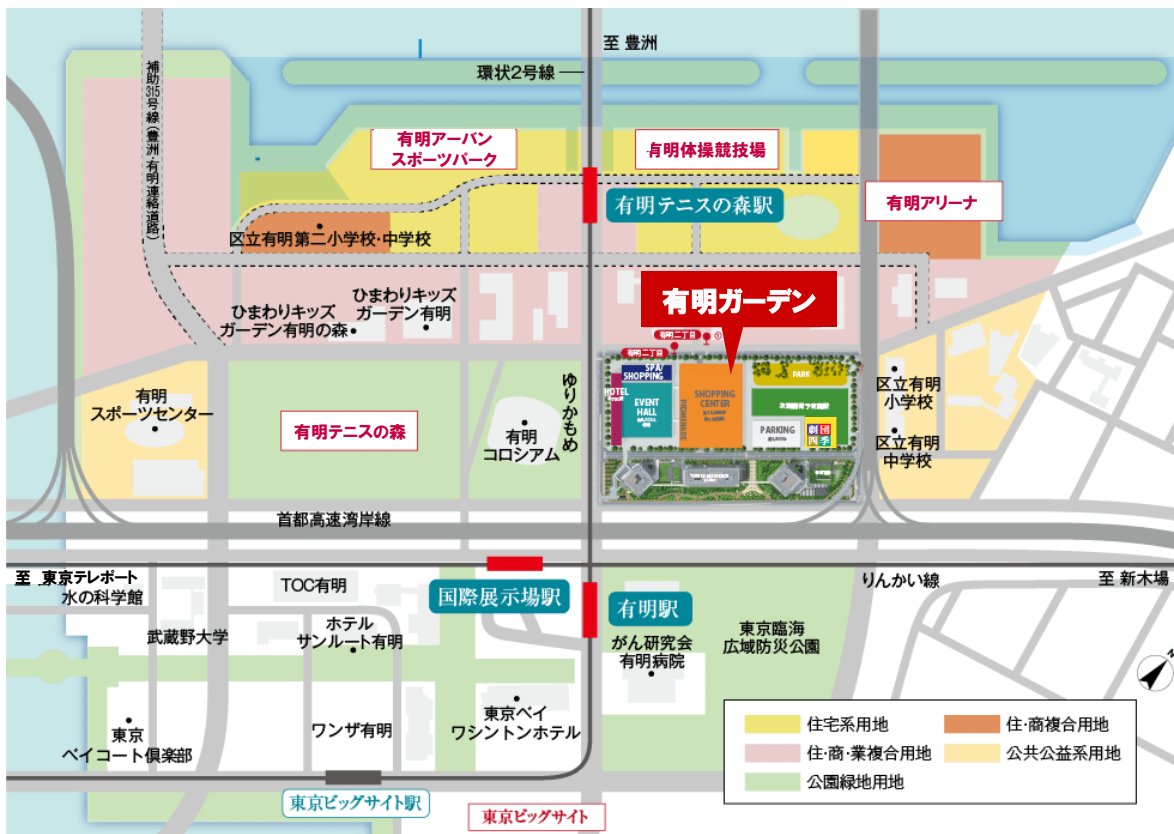 至 豊洲
環状2号線
補助315号線(豊洲・有明連絡道路)
有明アーバン
スポーツパーク
有明体操競技場
有明テニスの森駅
有明アリーナ
区立有明第二小学校・中学校
有明ガーデン
ひまわりキッズ
ガーデン有明
ひまわりキッズ
ガーデン有明の森
有明二丁目
有明二丁目
SPA/
SHOPPING
HOTEL
EVENT
HALL
PROMENADE
SHOPPING
CENTER
PARK
PARKING
劇団
四季
区立有明
小学校
区立有明
中学校
有明
スポーツセンター
有明テニスの森
有明
コロシアム
ゆりかもめ
首都高速湾岸線
至 東京テレポート
水の科学館
TOC有明
国際展示場駅
有明駅
りんかい線
至 新木場
武蔵野大学
ホテル
サンルート有明
がん研究会
有明病院
東京臨海
広域防災公園
N
東京
ベイコート倶楽部
ワンザ有明
東京ベイ
ワシントンホテル
東京ビッグサイト駅
東京ビッグサイト
住宅系用地
住・商複合用地
住・商・業複合用地
公共公益系用地
公園緑地用地